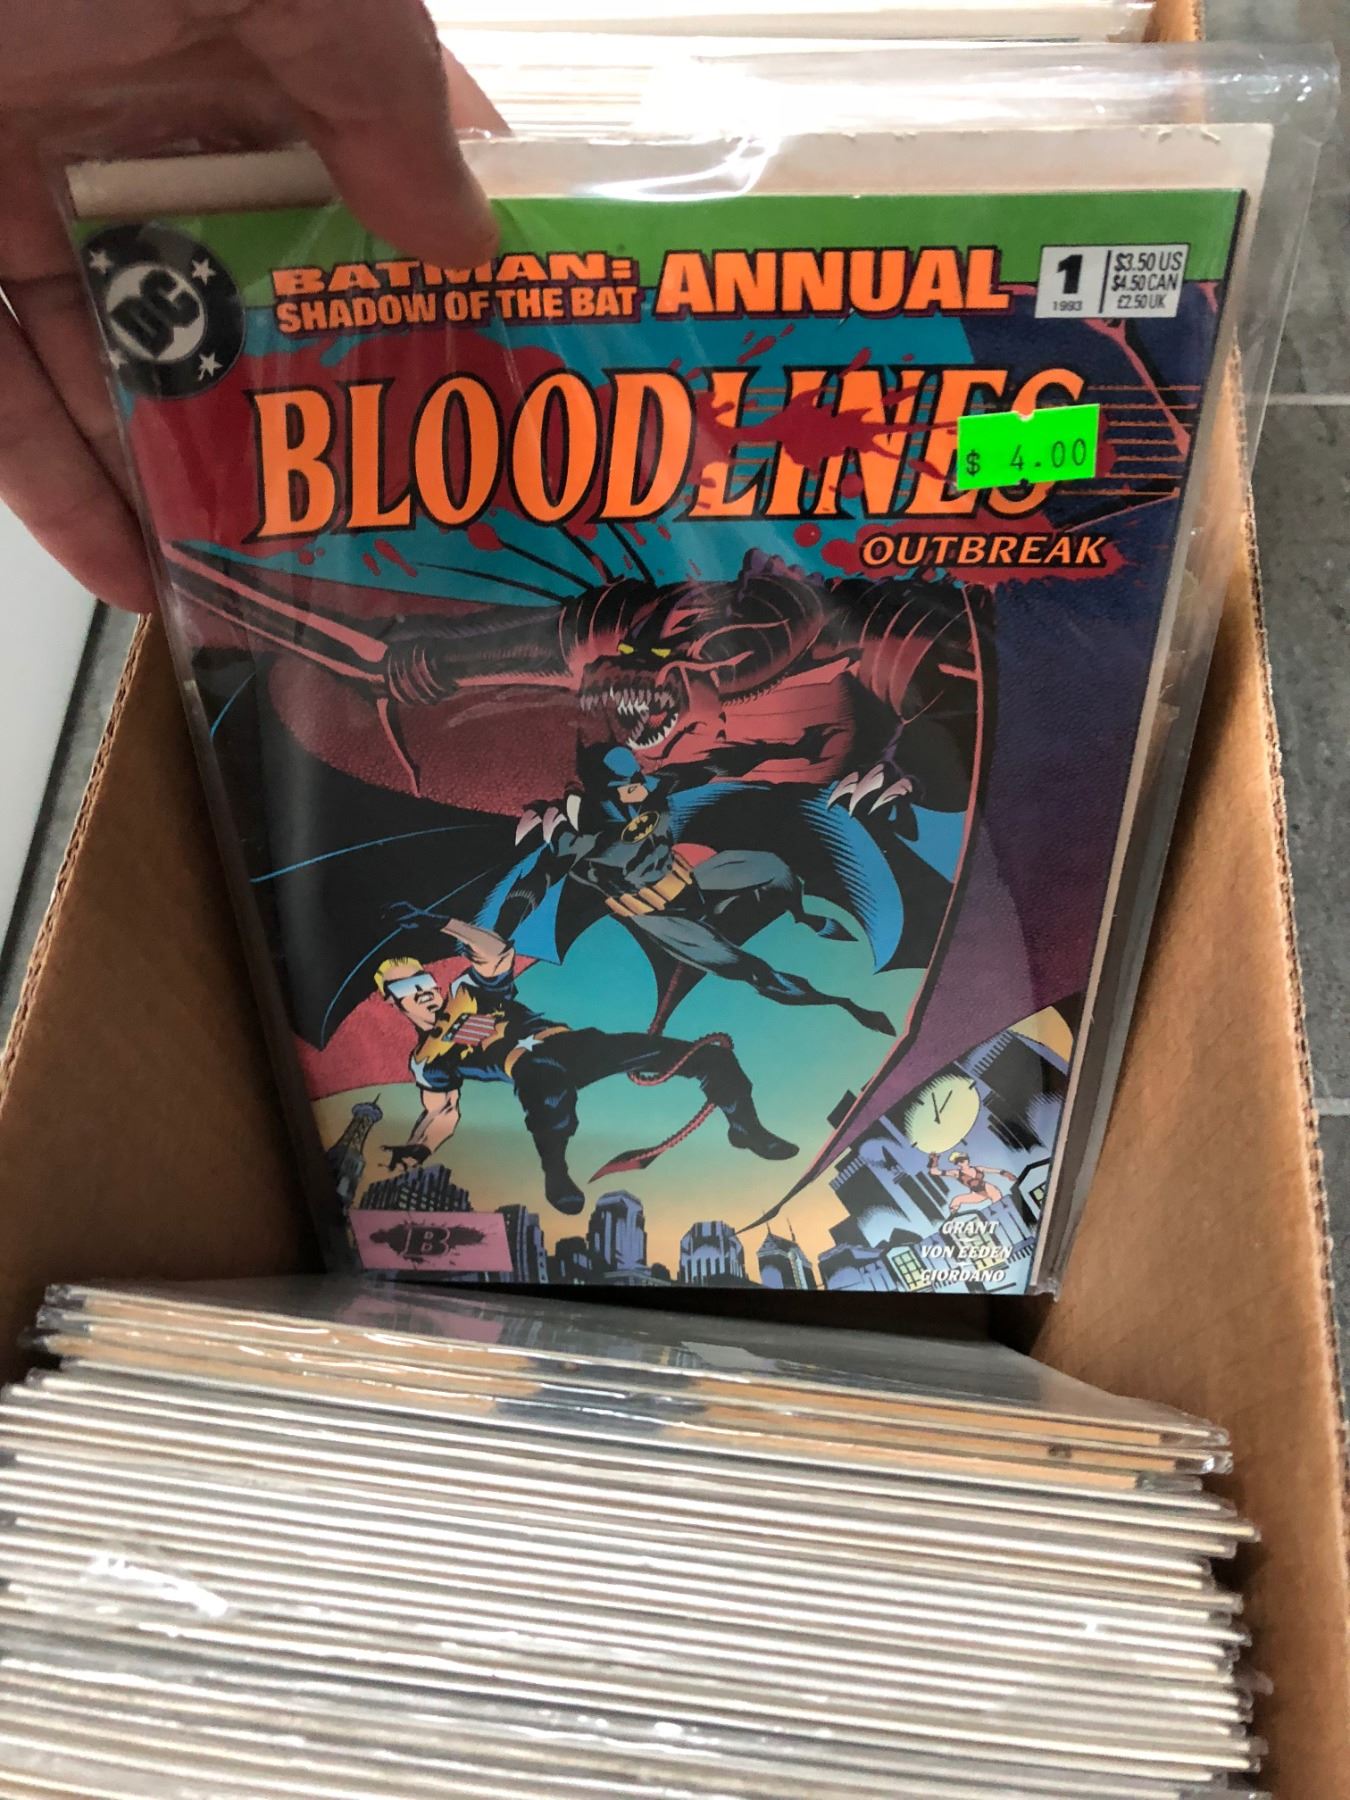 DC
BATMAN:
SHADOW OF THE BAT
ANNUAL
1
1993
$3.50 US
$4.50 CAN
£2.50 UK
BLOODLINES
$ 4.00
OUTBREAK
B
GRANT
VON EEDEN
GIORDANO